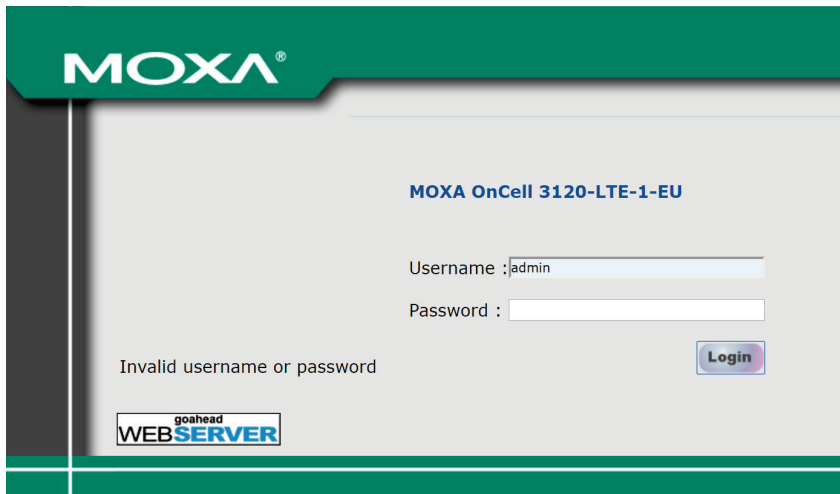 MOXA®
MOXA OnCell 3120-LTE-1-EU
Username : admin
Password :
Login
Invalid username or password
goahead
WEBSERVER